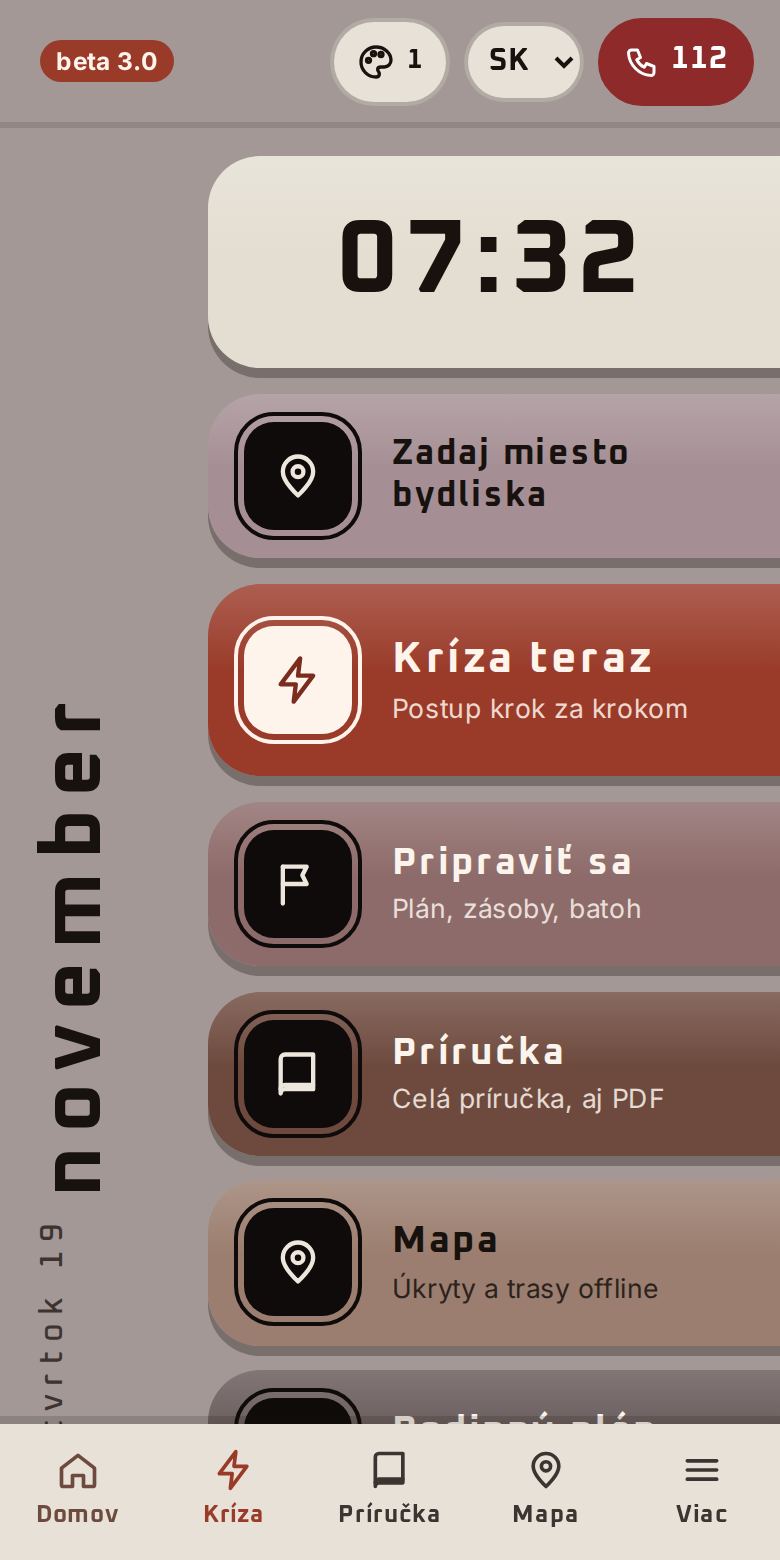 beta 3.0
1
SK
112
07:32
Zadaj miesto
bydliska
Kríza teraz
Postup krok za krokom
november
19
Pripraviť sa
Plán, zásoby, batoh
Príručka
Celá príručka, aj PDF
Mapa
Úkryty a trasy offline
Domov
Kríza
Príručka
Mapa
Viac